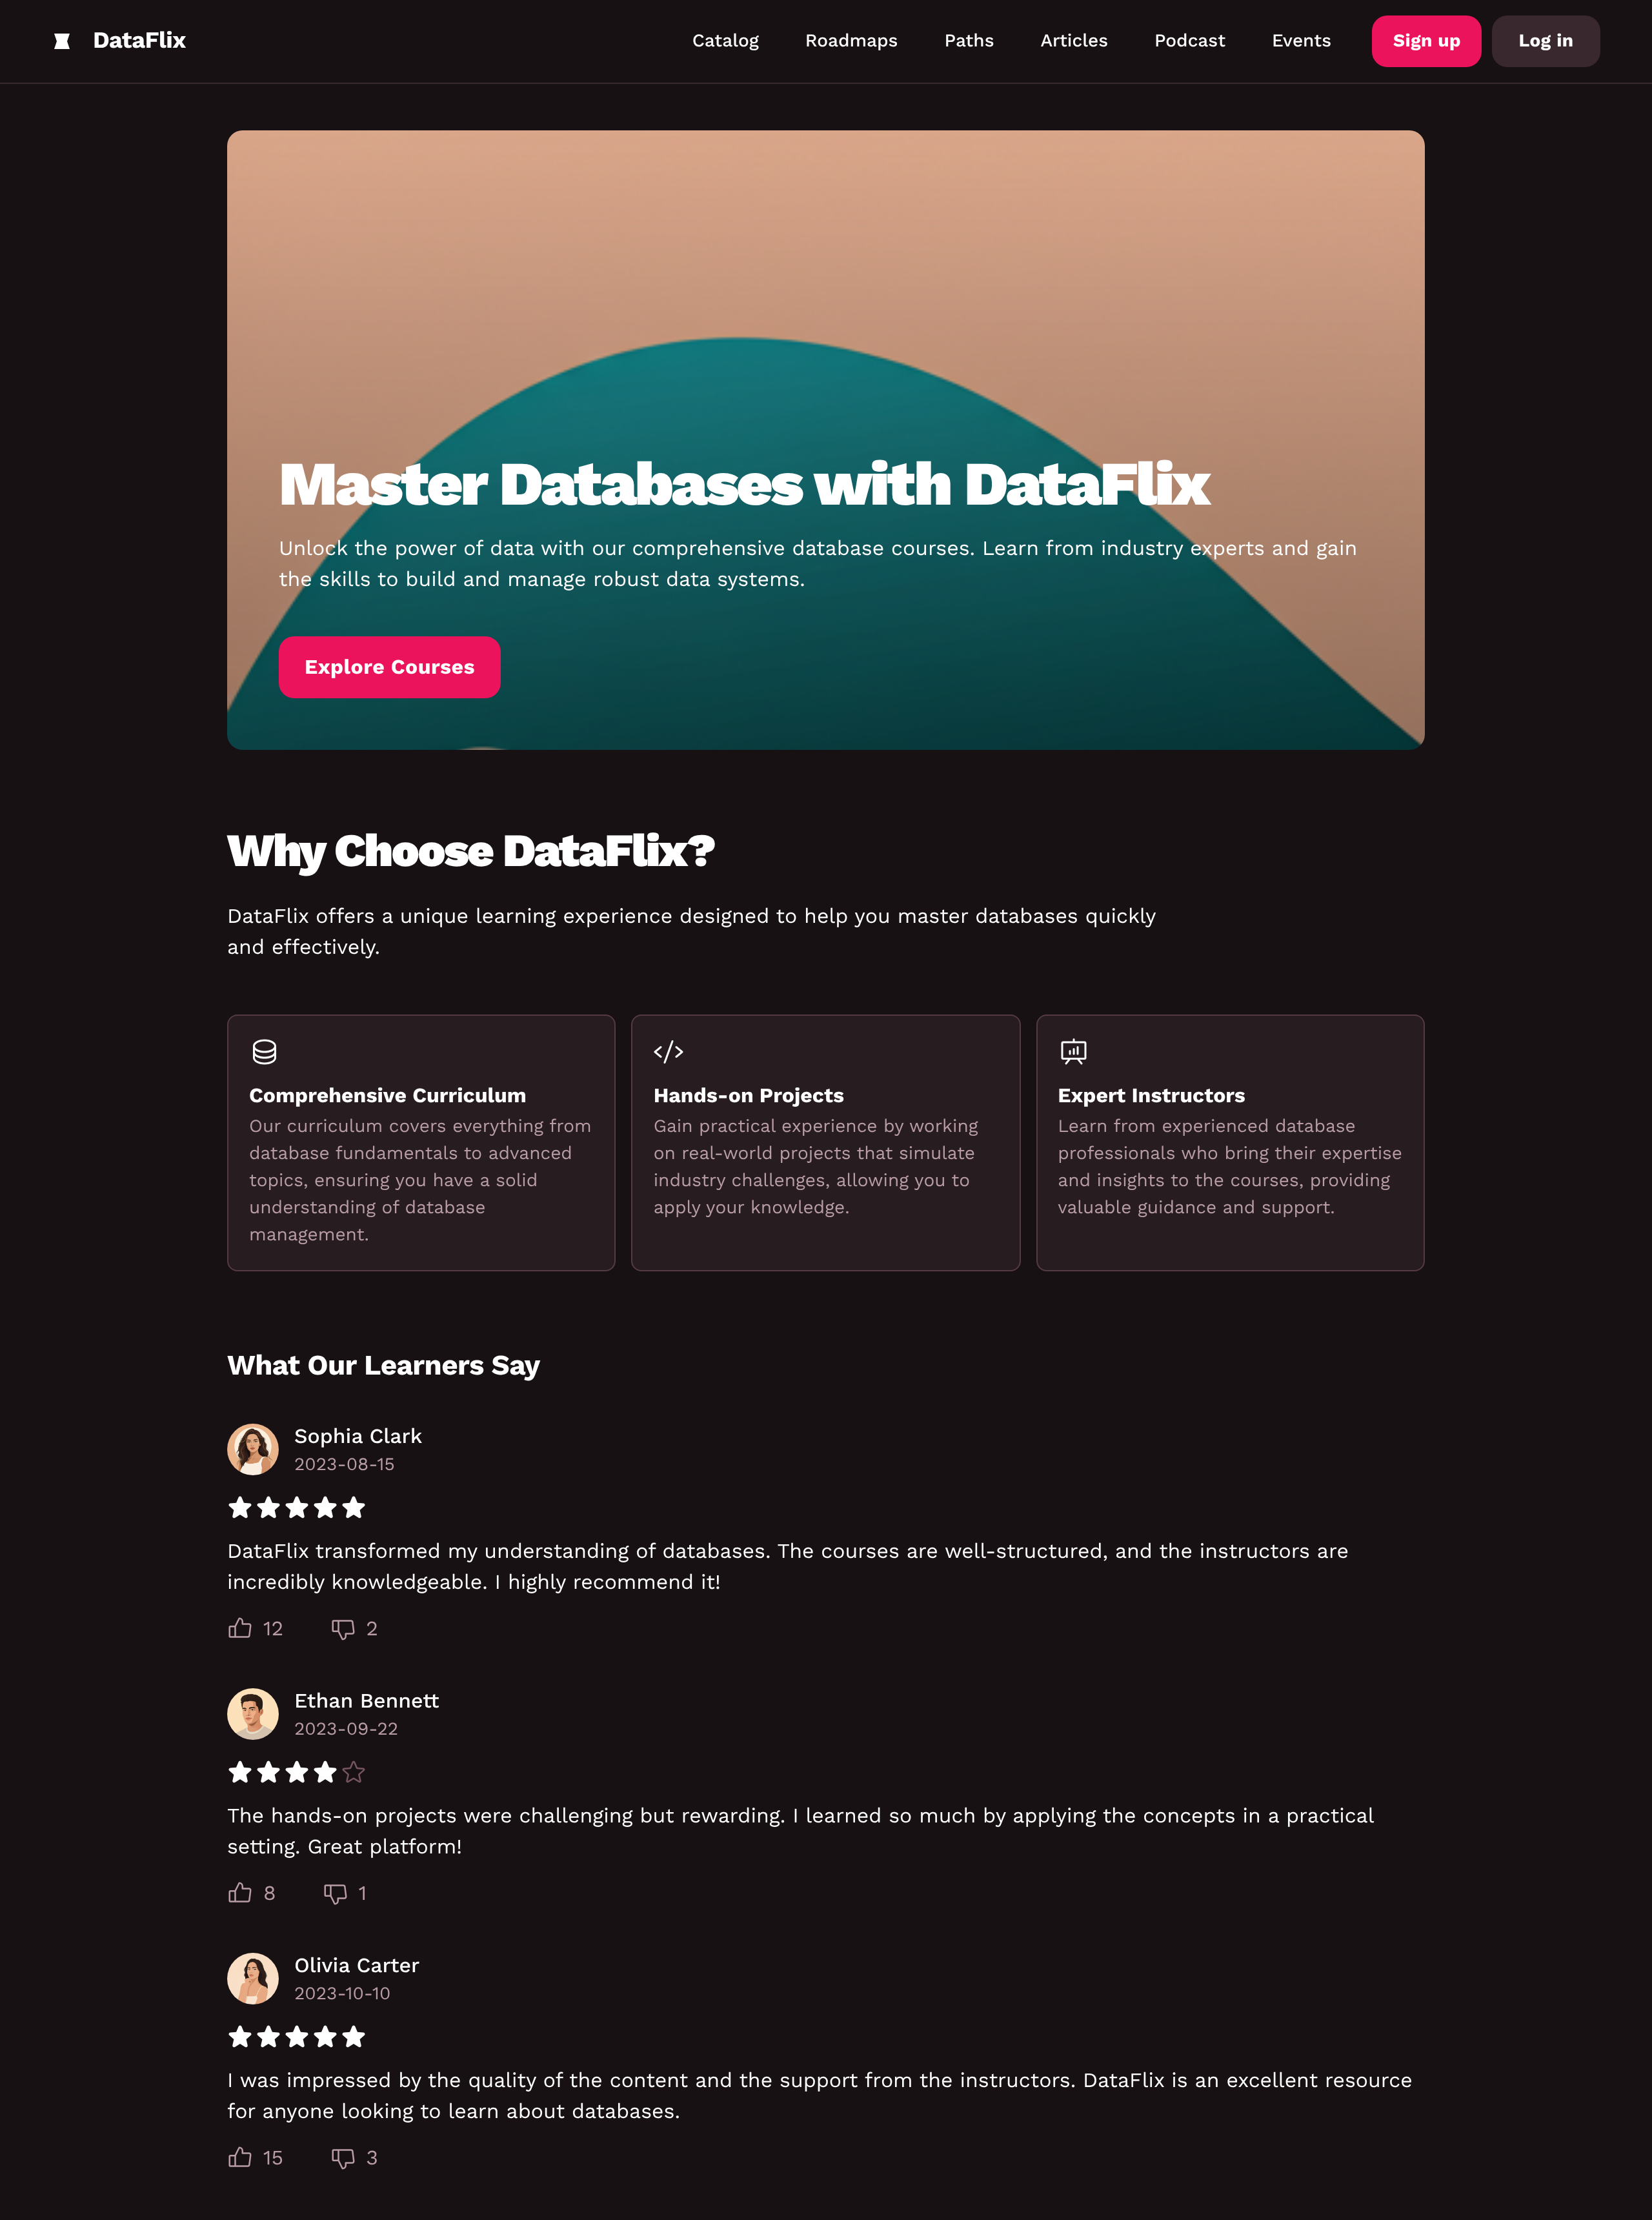 DataFlix
Catalog
Roadmaps
Paths
Articles
Podcast
Events
Sign up
Log in
Master Databases with DataFlix
Unlock the power of data with our comprehensive database courses. Learn from industry experts and gain
the skills to build and manage robust data systems.
Explore Courses
Why Choose DataFlix?
DataFlix offers a unique learning experience designed to help you master databases quickly
and effectively.
Comprehensive Curriculum
Our curriculum covers everything from
database fundamentals to advanced
topics, ensuring you have a solid
understanding of database
management.
Hands-on Projects
Gain practical experience by working
on real-world projects that simulate
industry challenges, allowing you to
apply your knowledge.
Expert Instructors
Learn from experienced database
professionals who bring their expertise
and insights to the courses, providing
valuable guidance and support.
What Our Learners Say
Sophia Clark
2023-08-15
DataFlix transformed my understanding of databases. The courses are well-structured, and the instructors are
incredibly knowledgeable. I highly recommend it!
12
2
Ethan Bennett
2023-09-22
The hands-on projects were challenging but rewarding. I learned so much by applying the concepts in a practical
setting. Great platform!
8
1
Olivia Carter
2023-10-10
I was impressed by the quality of the content and the support from the instructors. DataFlix is an excellent resource
for anyone looking to learn about databases.
15
3